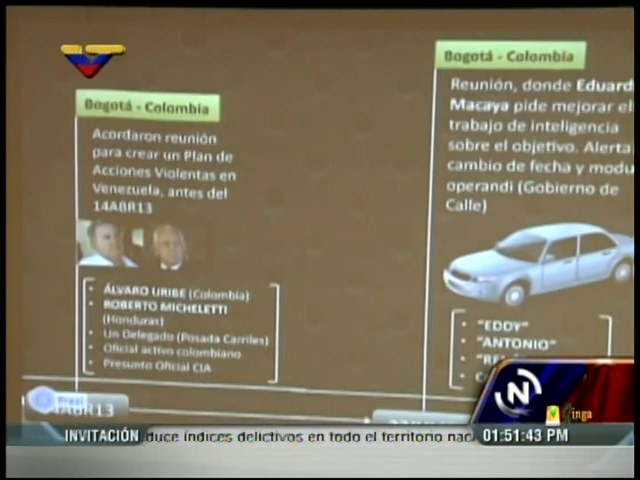 Bogotá - Colombia
Acordaron reunión
para crear un Plan de
Acciones Violentas en
Venezuela, antes del
14ABR13
ÁLVARO URIBE (Colombia)
ROBERTO MICHELETTI
(Honduras)
Un Delegado (Posada Carriles)
Oficial activo colombiano
Presunto Oficial CIA
14ABR13
Bogotá - Colombia
Reunión, donde Eduard
Macaya pide mejorar el
trabajo de inteligencia
sobre el objetivo. Alerta
cambio de fecha y modu
operandi (Gobierno de
Calle)
"EDDY"
"ANTONIO"
N
ginga
INVITACIÓN
duce índices delictivos en todo el territorio nac
01:51:43 PM